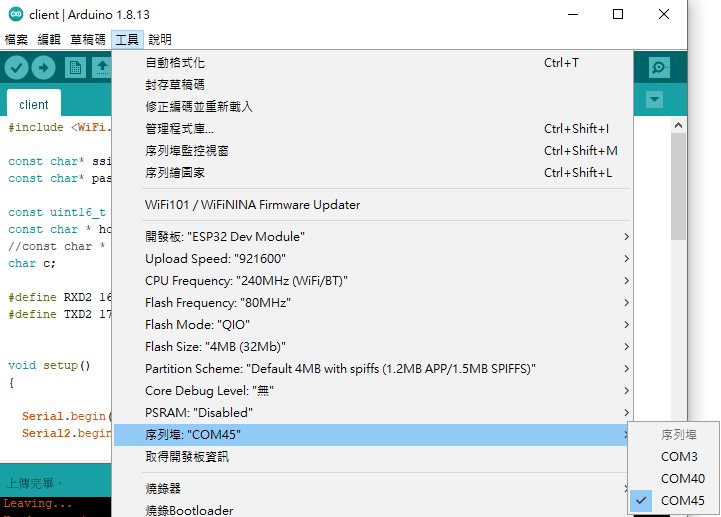 client | Arduino 1.8.13
檔案 編輯 草稿碼 工具 說明
client
#include <WiFi.
const char* ssi
const char* pas
const uint16_t
const char * ho
//const char *
char c;
#define RXD2 16
#define TXD2 17
void setup()
{
Serial.begin(
Serial2.begin
上傳完畢。
Leaving...
自動格式化 Ctrl+T
封存草稿碼
修正編碼並重新載入
管理程式庫... Ctrl+Shift+I
序列埠監控視窗 Ctrl+Shift+M
序列繪圖家 Ctrl+Shift+L
WiFi101 / WiFiNINA Firmware Updater
開發板: "ESP32 Dev Module"
Upload Speed: "921600"
CPU Frequency: "240MHz (WiFi/BT)"
Flash Frequency: "80MHz"
Flash Mode: "QIO"
Flash Size: "4MB (32Mb)"
Partition Scheme: "Default 4MB with spiffs (1.2MB APP/1.5MB SPIFFS)"
Core Debug Level: "無"
PSRAM: "Disabled"
序列埠: "COM45"
取得開發板資訊
燒錄器
燒錄Bootloader
序列埠
COM3
COM40
COM45